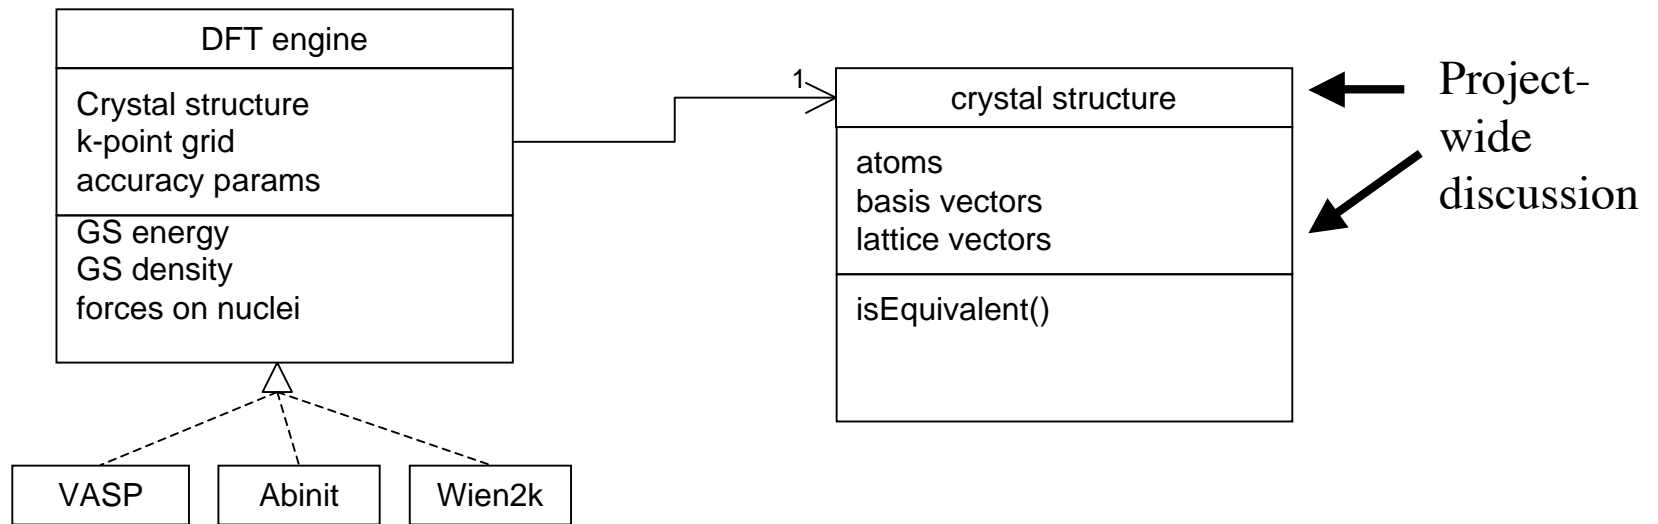 DFT engine
Crystal structure
k-point grid
accuracy params
GS energy
GS density
forces on nuclei
VASP
Abinit
Wien2k
1
crystal structure
atoms
basis vectors
lattice vectors
isEquivalent()
Project-
wide
discussion